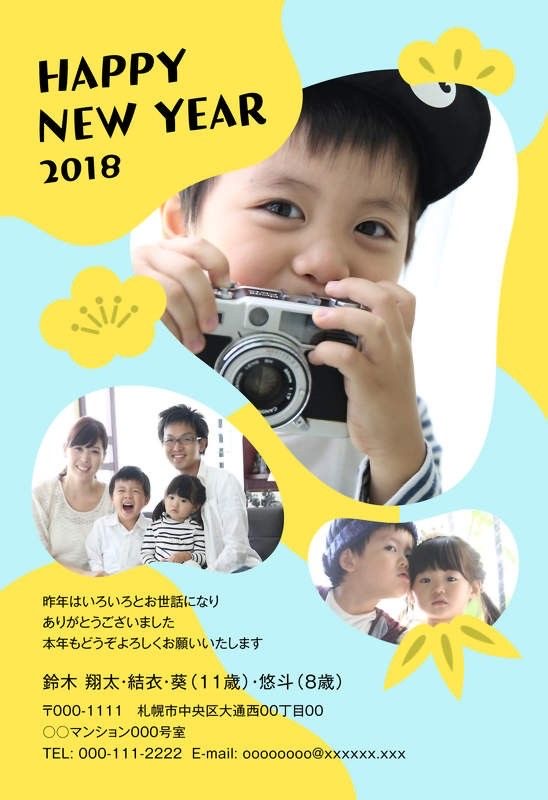 HAPPY
NEW YEAR
2018
CANON
昨年はいろいろとお世話になり
ありがとうございました
本年もどうぞよろしくお願いいたします
鈴木 翔太・結衣・葵（11歳）・悠斗（8歳）
〒000-1111　札幌市中央区大通西00丁目00
○○マンション000号室
TEL: 000-111-2222 E-mail: oooooooo@xxxxxx.xxx